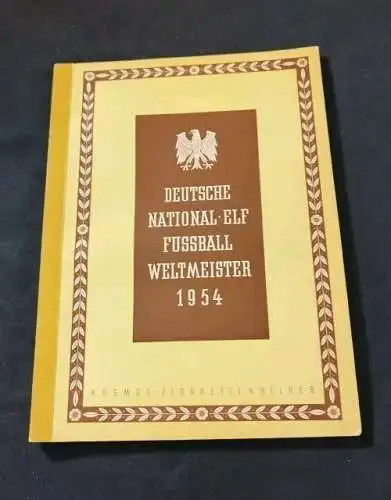 DEUTSCHE
NATIONAL·ELF
FUSSBALL
WELTMEISTER
1954
KOSMOS-ZIGARETTENBILDER